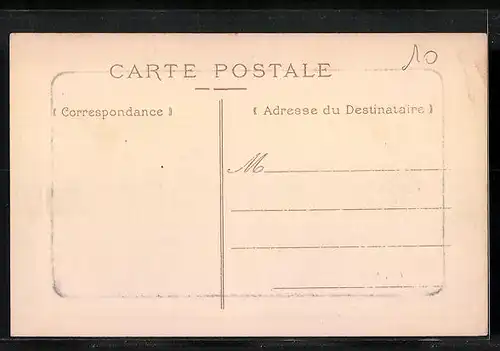 10
CARTE POSTALE
( Correspondance )
( Adresse du Destinataire )
M